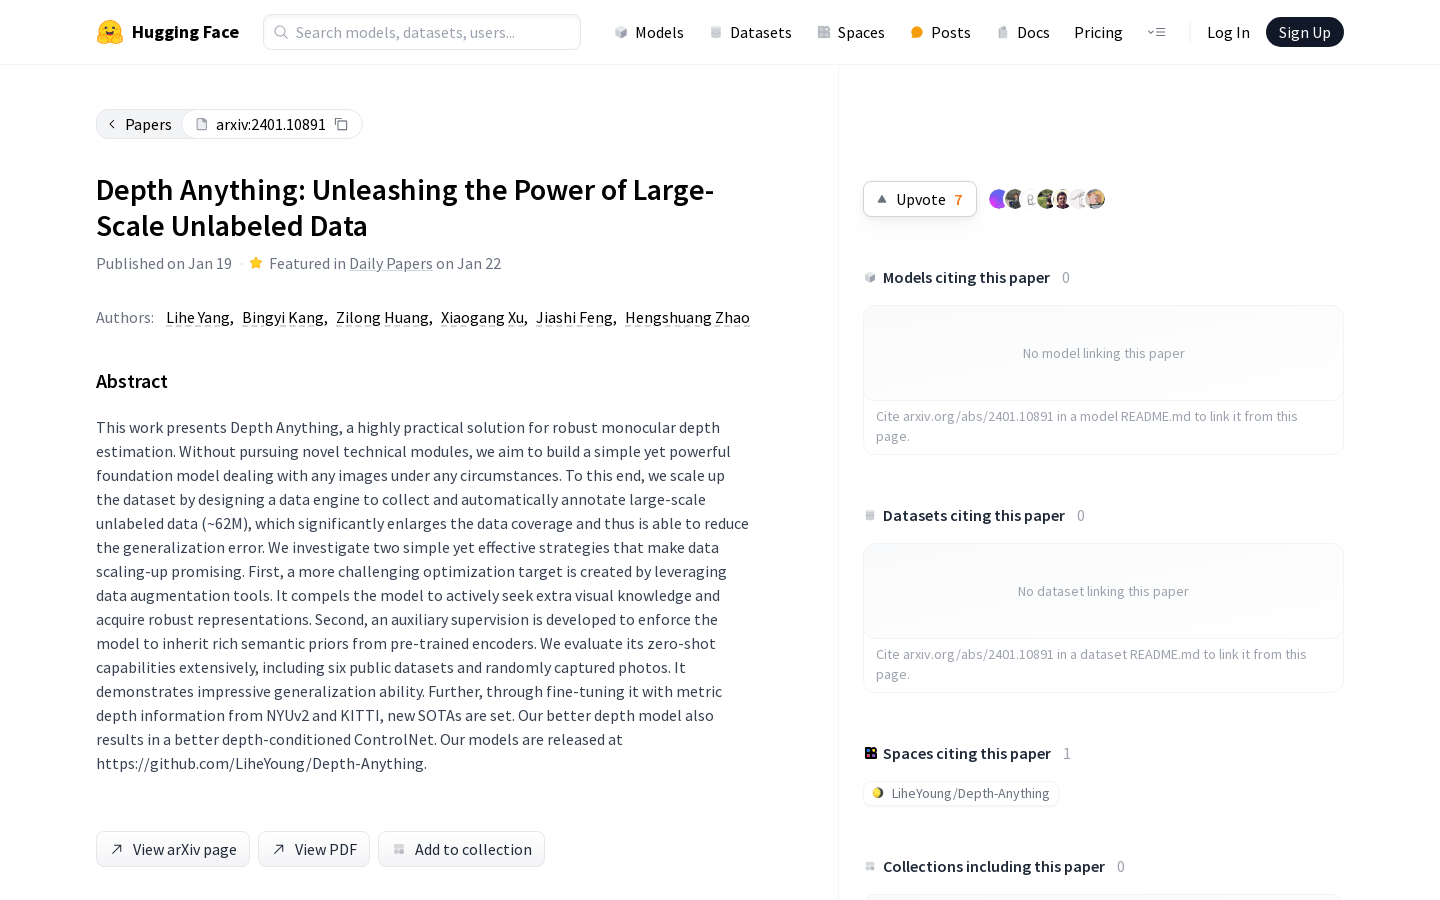 Hugging Face
Search models, datasets, users...
Models
Datasets
Spaces
Posts
Docs
Pricing
Log In
Sign Up
Papers
arxiv:2401.10891
Depth Anything: Unleashing the Power of Large-
Scale Unlabeled Data
Published on Jan 19 · Featured in Daily Papers on Jan 22
Authors: Lihe Yang, Bingyi Kang, Zilong Huang, Xiaogang Xu, Jiashi Feng, Hengshuang Zhao
Abstract
This work presents Depth Anything, a highly practical solution for robust monocular depth
estimation. Without pursuing novel technical modules, we aim to build a simple yet powerful
foundation model dealing with any images under any circumstances. To this end, we scale up
the dataset by designing a data engine to collect and automatically annotate large-scale
unlabeled data (~62M), which significantly enlarges the data coverage and thus is able to reduce
the generalization error. We investigate two simple yet effective strategies that make data
scaling-up promising. First, a more challenging optimization target is created by leveraging
data augmentation tools. It compels the model to actively seek extra visual knowledge and
acquire robust representations. Second, an auxiliary supervision is developed to enforce the
model to inherit rich semantic priors from pre-trained encoders. We evaluate its zero-shot
capabilities extensively, including six public datasets and randomly captured photos. It
demonstrates impressive generalization ability. Further, through fine-tuning it with metric
depth information from NYUv2 and KITTI, new SOTAs are set. Our better depth model also
results in a better depth-conditioned ControlNet. Our models are released at
https://github.com/LiheYoung/Depth-Anything.
View arXiv page
View PDF
Add to collection
Upvote 7
Models citing this paper 0
No model linking this paper
Cite arxiv.org/abs/2401.10891 in a model README.md to link it from this
page.
Datasets citing this paper 0
No dataset linking this paper
Cite arxiv.org/abs/2401.10891 in a dataset README.md to link it from this
page.
Spaces citing this paper 1
LiheYoung/Depth-Anything
Collections including this paper 0